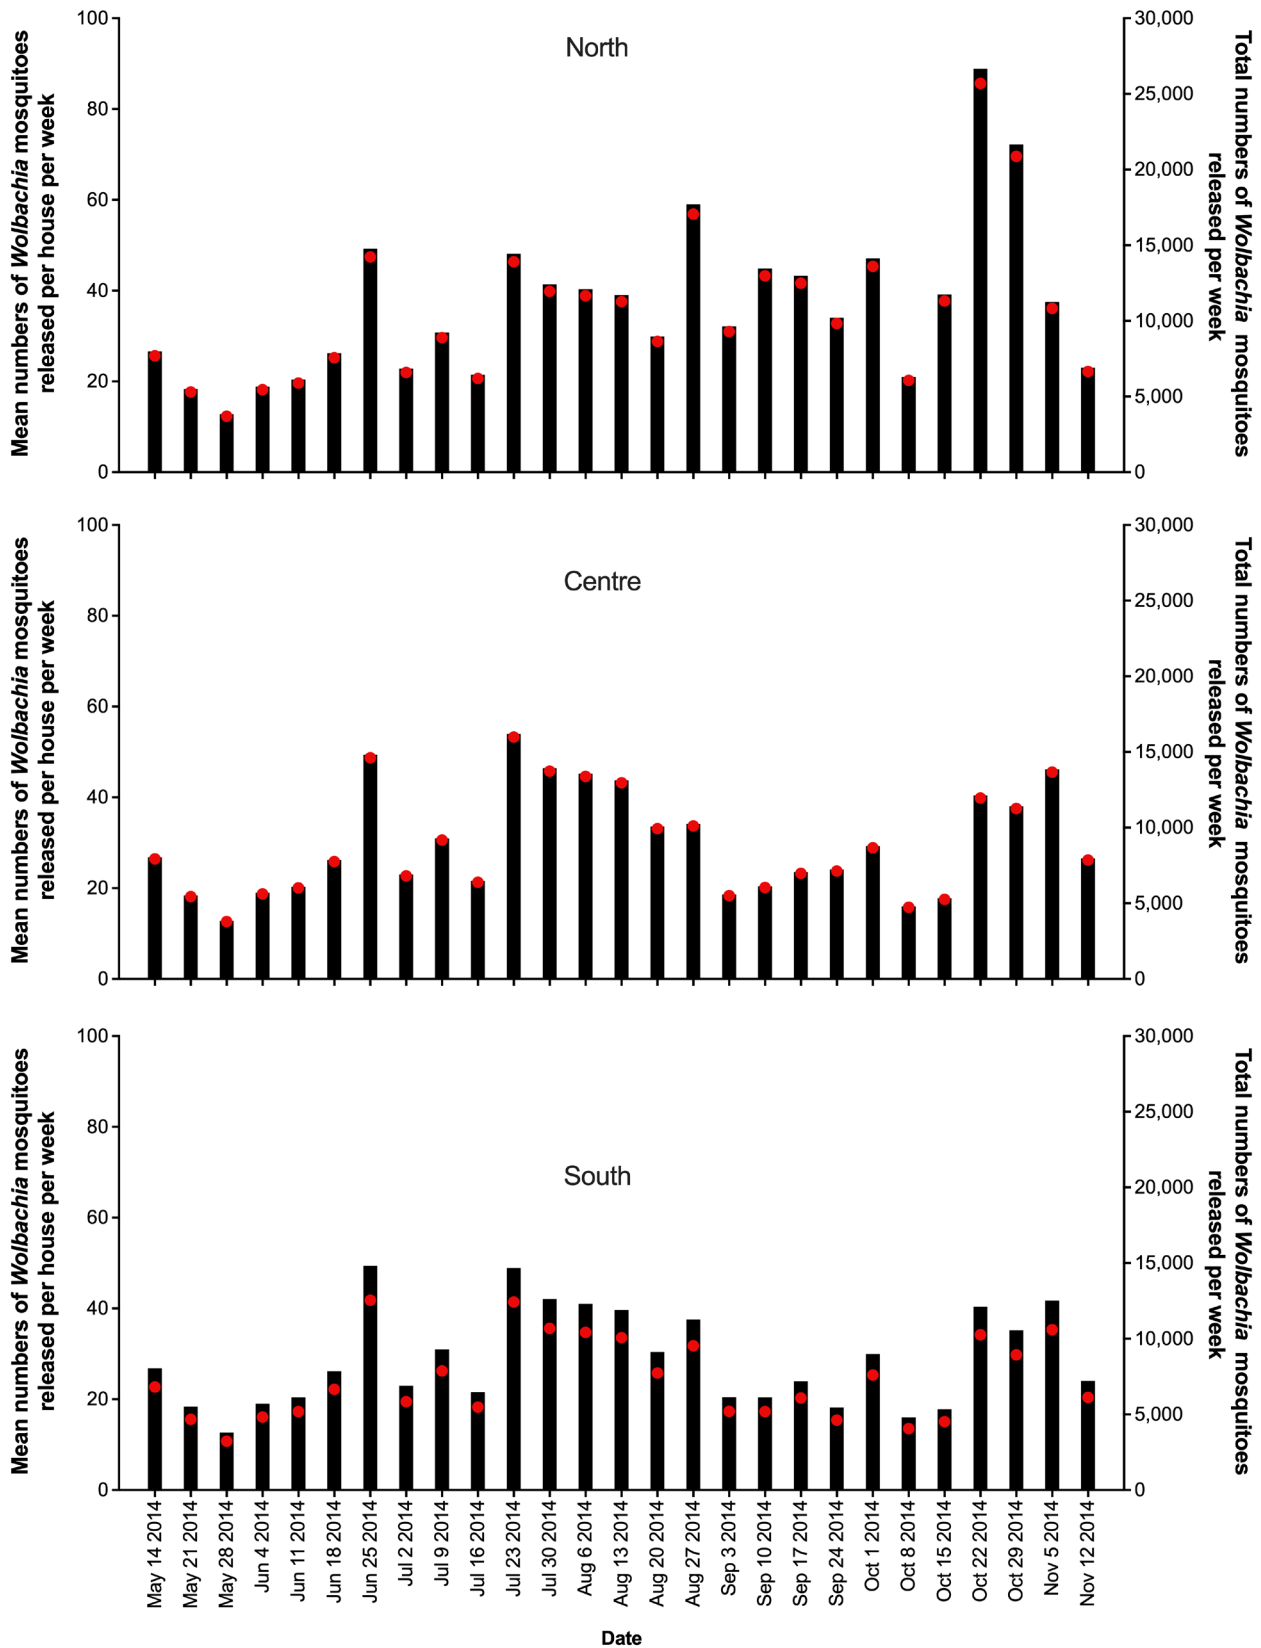 Mean numbers of Wolbachia mosquitoes
released per house per week
100
80
60
40
20
0
North
30,000
25,000
20,000
15,000
10,000
5,000
0
Total numbers of Wolbachia mosquitoes
released per week
Mean numbers of Wolbachia mosquitoes
released per house per week
100
80
60
40
20
0
Centre
30,000
25,000
20,000
15,000
10,000
5,000
0
Total numbers of Wolbachia mosquitoes
released per week
Mean numbers of Wolbachia mosquitoes
released per house per week
100
80
60
40
20
0
South
30,000
25,000
20,000
15,000
10,000
5,000
0
Total numbers of Wolbachia mosquitoes
released per week
May 14 2014
May 21 2014
May 28 2014
Jun 4 2014
Jun 11 2014
Jun 18 2014
Jun 25 2014
Jul 2 2014
Jul 9 2014
Jul 16 2014
Jul 23 2014
Jul 30 2014
Aug 6 2014
Aug 13 2014
Aug 20 2014
Aug 27 2014
Sep 3 2014
Sep 10 2014
Sep 17 2014
Sep 24 2014
Oct 1 2014
Oct 8 2014
Oct 15 2014
Oct 22 2014
Oct 29 2014
Nov 5 2014
Nov 12 2014
Date